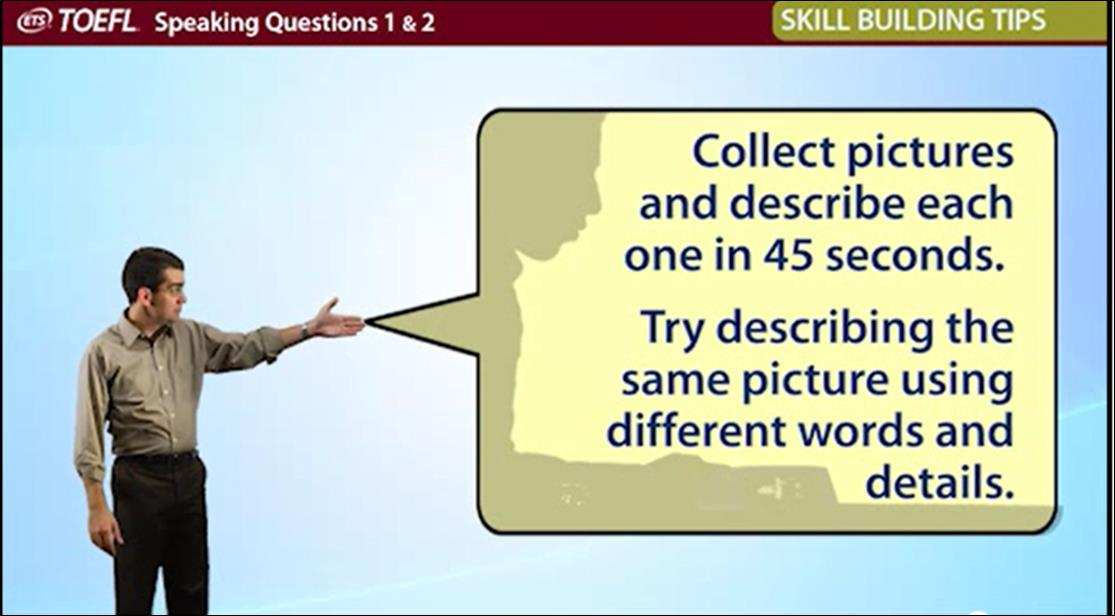 ETS TOEFL Speaking Questions 1 & 2
SKILL BUILDING TIPS
Collect pictures
and describe each
one in 45 seconds.
Try describing the
same picture using
different words and
details.